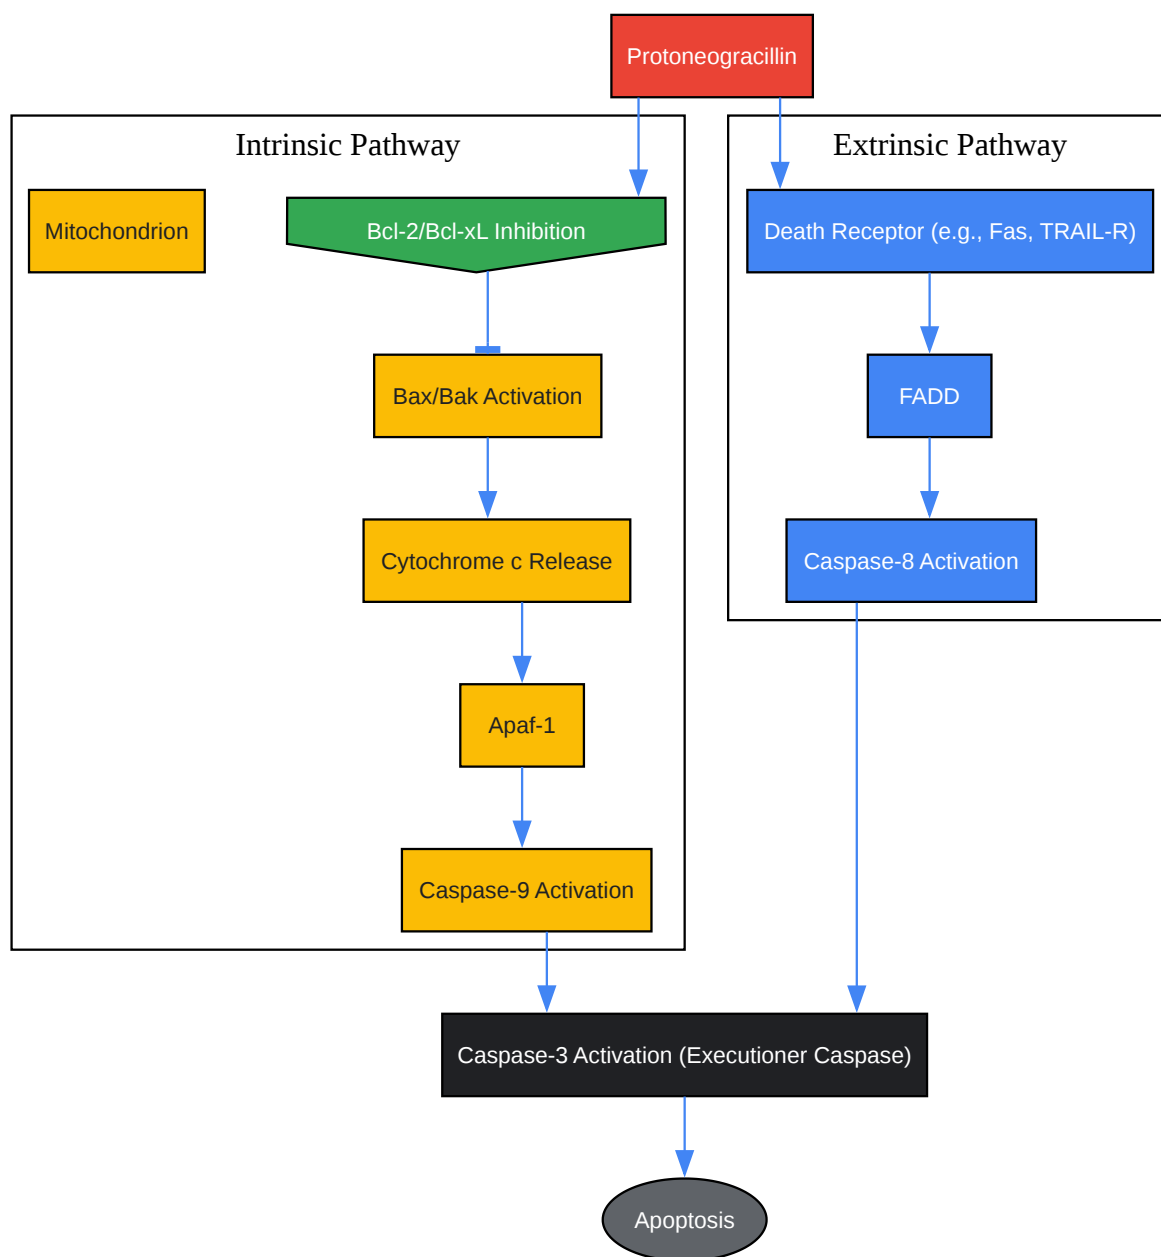 Protoneogracillin
Intrinsic Pathway
Extrinsic Pathway
Mitochondrion
Bcl-2/Bcl-xL Inhibition
Death Receptor (e.g., Fas, TRAIL-R)
Bax/Bak Activation
FADD
Cytochrome c Release
Caspase-8 Activation
Apaf-1
Caspase-9 Activation
Caspase-3 Activation (Executioner Caspase)
Apoptosis